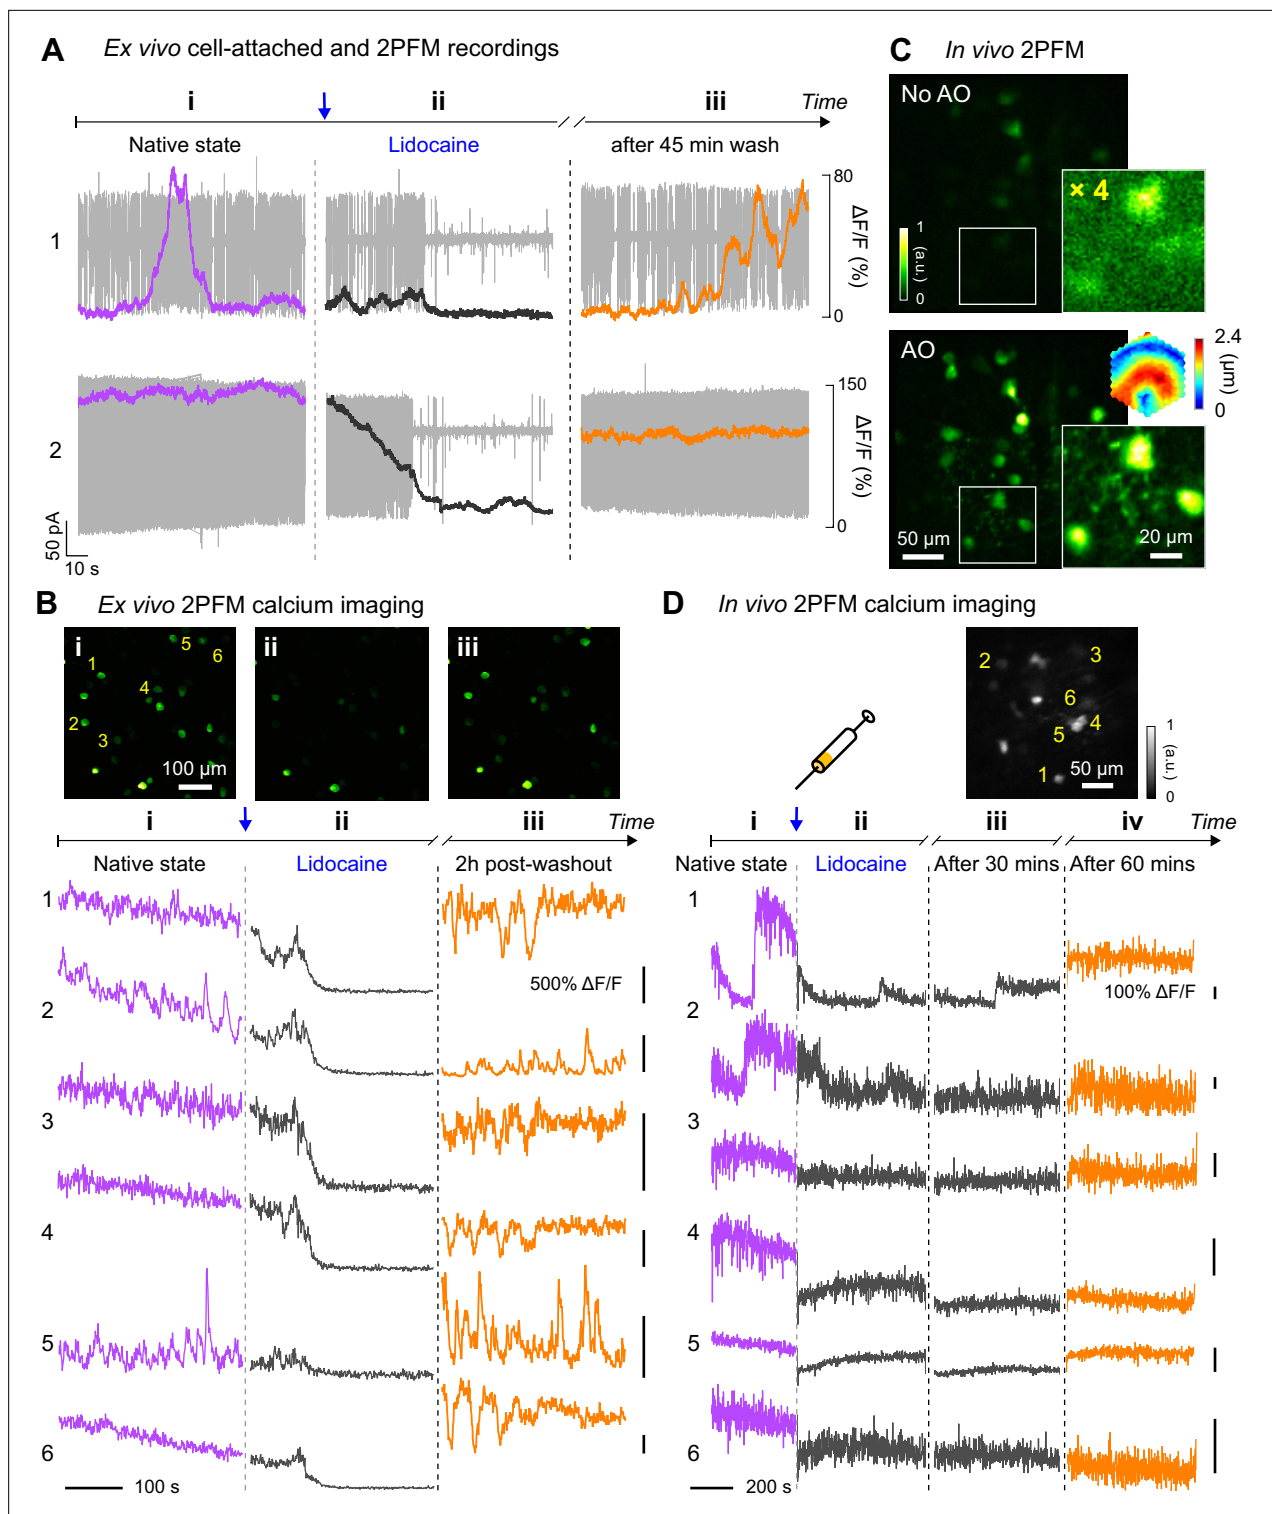 A Ex vivo cell-attached and 2PFM recordings
i ii iii Time
Native state Lidocaine after 45 min wash
1
80
ΔF/F (%)
0
2
150
ΔF/F (%)
0
50 pA
10 s
C In vivo 2PFM
No AO
× 4
1
(a.u.)
0
AO
2.4
(μm)
0
50 μm
20 μm
B Ex vivo 2PFM calcium imaging
i ii iii
1 2 3 4 5 6
100 μm
i ii iii Time
Native state Lidocaine 2h post-washout
1
500% ΔF/F
2
3
4
5
6
100 s
D In vivo 2PFM calcium imaging
2 3 6 4 5 1
50 μm
1
(a.u.)
0
i ii iii iv Time
Native state Lidocaine After 30 mins After 60 mins
1
100% ΔF/F
2
3
4
5
6
200 s